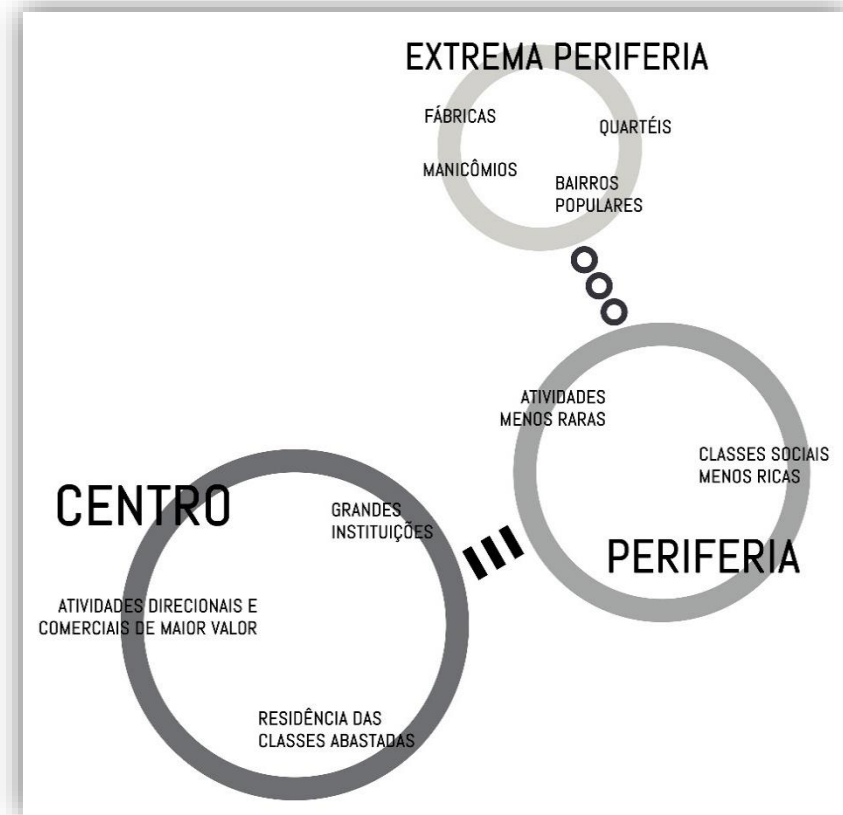 EXTREMA PERIFERIA
FÁBRICAS
QUARTÉIS
MANICÔMIOS
BAIRROS
POPULARES
ATIVIDADES
MENOS RARAS
CLASSES SOCIAIS
MENOS RICAS
PERIFERIA
CENTRO
GRANDES
INSTITUIÇÕES
ATIVIDADES DIRECIONAIS E
COMERCIAIS DE MAIOR VALOR
RESIDÊNCIA DAS
CLASSES ABASTADAS